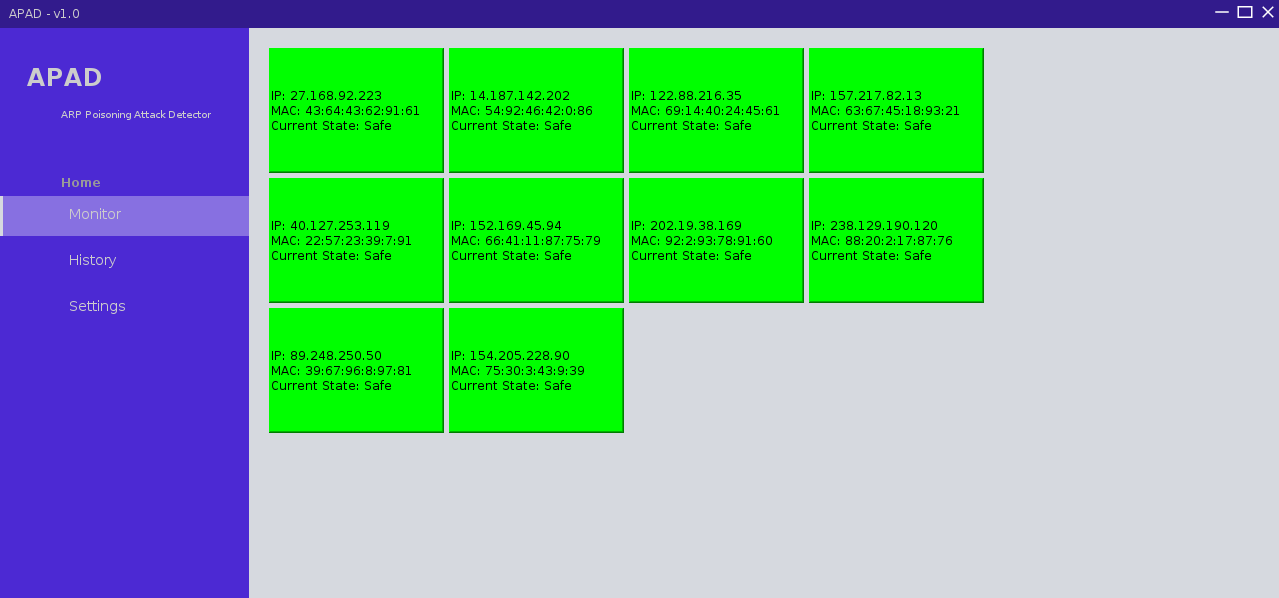 APAD - v1.0
APAD
ARP Poisoning Attack Detector
Home
Monitor
History
Settings
IP: 27.168.92.223
MAC: 43:64:43:62:91:61
Current State: Safe
IP: 14.187.142.202
MAC: 54:92:46:42:0:86
Current State: Safe
IP: 122.88.216.35
MAC: 69:14:40:24:45:61
Current State: Safe
IP: 157.217.82.13
MAC: 63:67:45:18:93:21
Current State: Safe
IP: 40.127.253.119
MAC: 22:57:23:39:7:91
Current State: Safe
IP: 152.169.45.94
MAC: 66:41:11:87:75:79
Current State: Safe
IP: 202.19.38.169
MAC: 92:2:93:78:91:60
Current State: Safe
IP: 238.129.190.120
MAC: 88:20:2:17:87:76
Current State: Safe
IP: 89.248.250.50
MAC: 39:67:96:8:97:81
Current State: Safe
IP: 154.205.228.90
MAC: 75:30:3:43:9:39
Current State: Safe